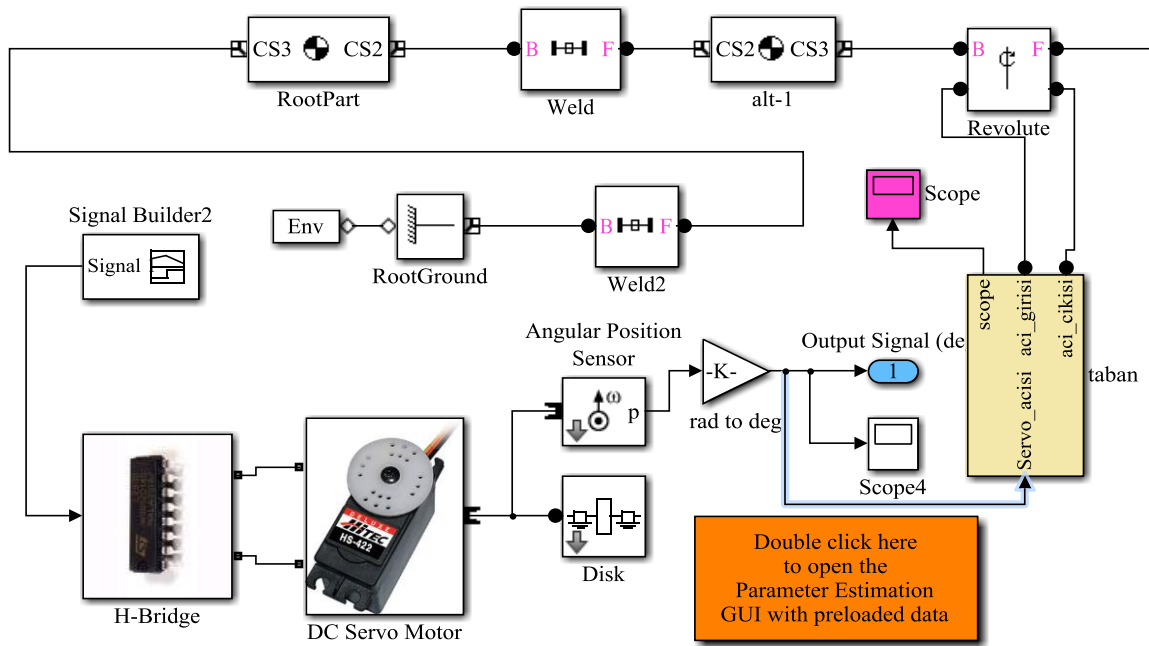 CS3 CS2
RootPart
B F
Weld
CS2 CS3
alt-1
B F
Revolute
Scope
Signal Builder2
Signal
Env
RootGround
B F
Weld2
scope
aci_girisi
aci_cikisi
Servo_acisi
taban
Angular Position
Sensor
ω
p
-K-
rad to deg
Output Signal (de
1
Scope4
H-Bridge
DELUXE
HiTEC
HS-422
DC Servo Motor
Disk
Double click here
to open the
Parameter Estimation
GUI with preloaded data